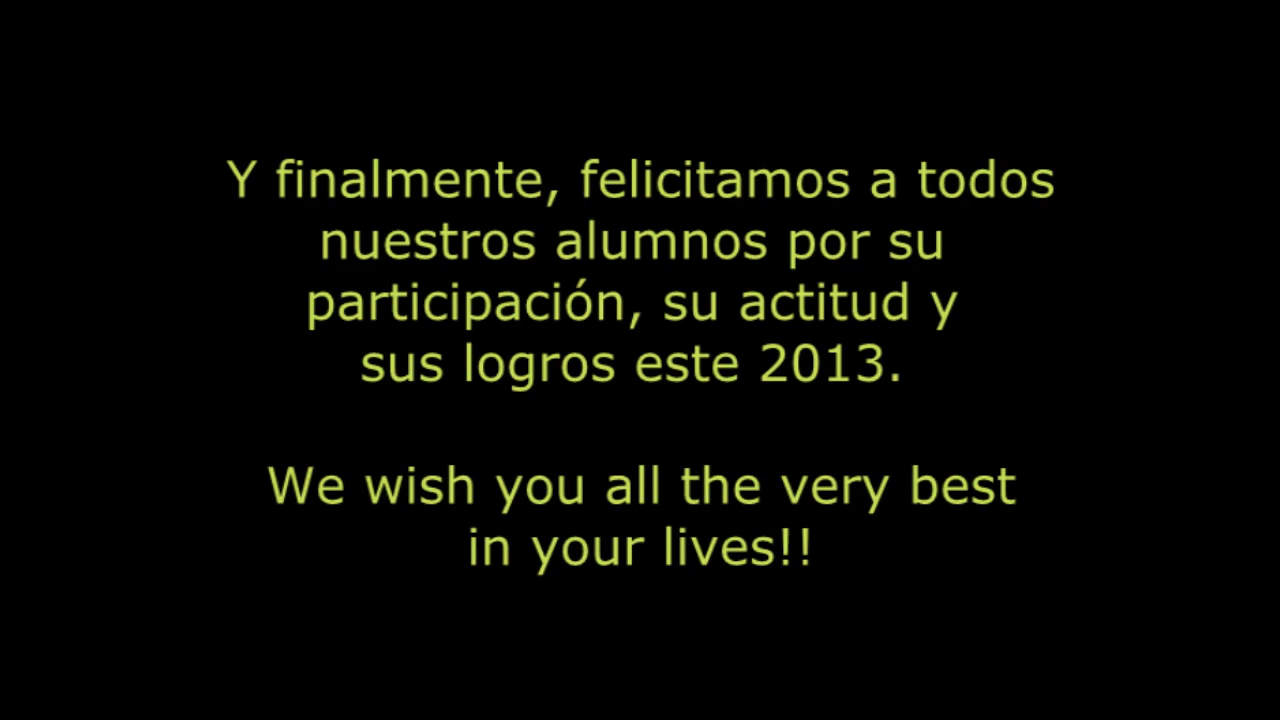 Y finalmente, felicitamos a todos
nuestros alumnos por su
participación, su actitud y
sus logros este 2013.
We wish you all the very best
in your lives!!